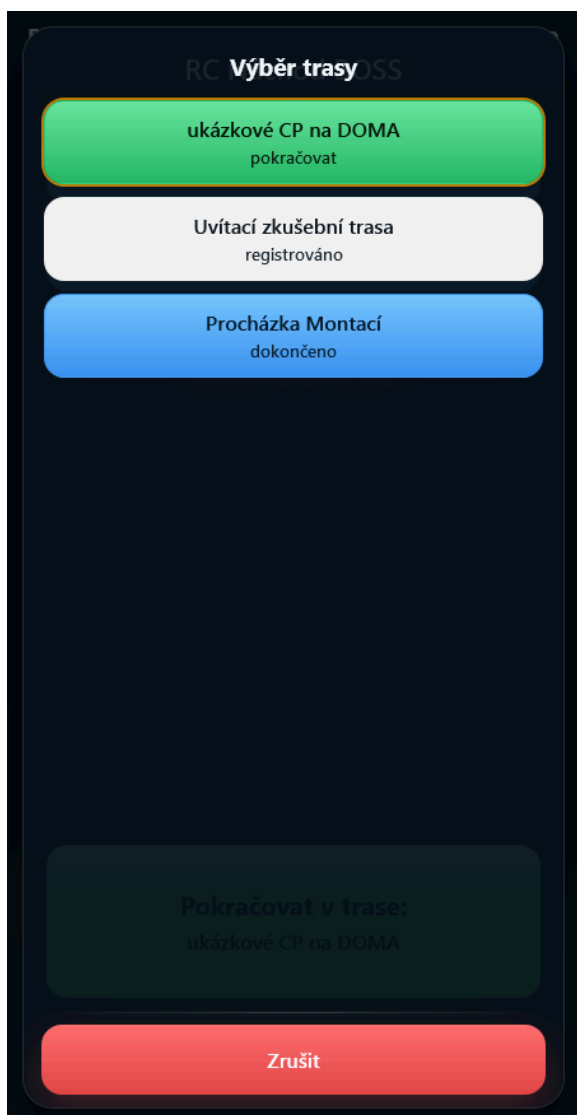 Výběr trasy
ukázkové CP na DOMA
pokračovat
Uvítací zkušební trasa
registrováno
Procházka Montací
dokončeno
Pokračovat v trase:
ukázkové CP na DOMA
Zrušit